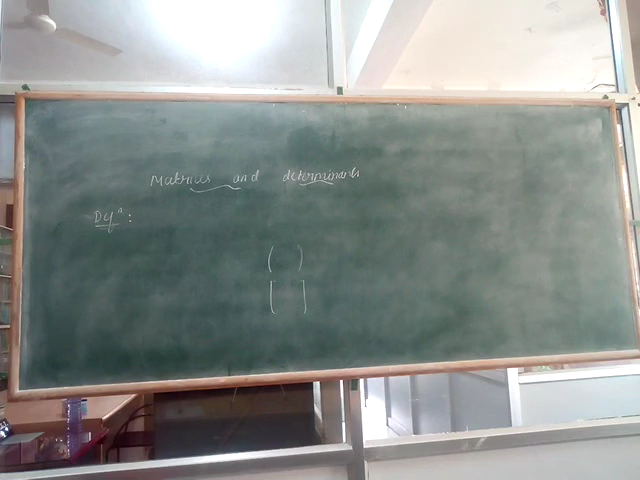 Matrices and determinants
Defⁿ:
( )
[ ]